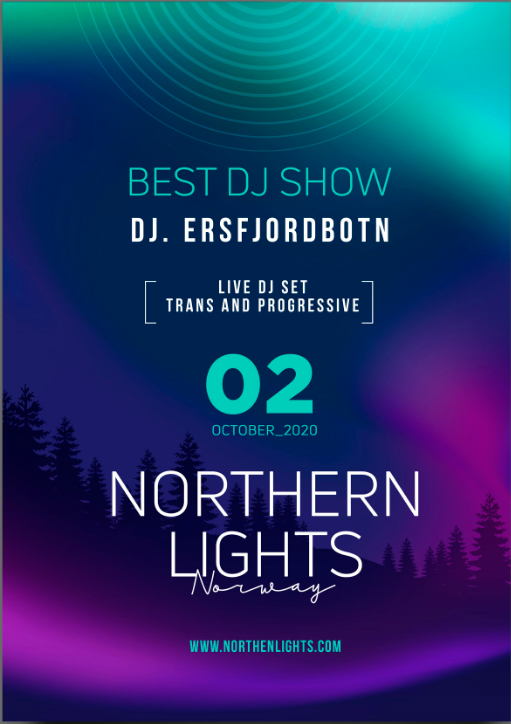 BEST DJ SHOW
DJ. ERSFJORDBOTN
LIVE DJ SET
TRANS AND PROGRESSIVE
02
OCTOBER_2020
NORTHERN
LIGHTS
Norway
WWW.NORTHENLIGHTS.COM